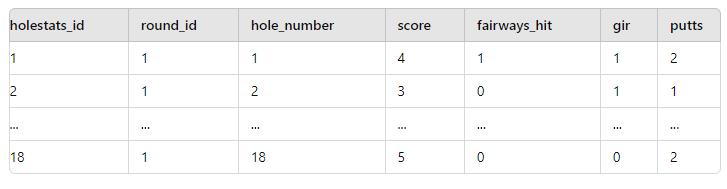 holestats_id round_id hole_number score fairways_hit gir putts
1 1 1 4 1 1 2
2 1 2 3 0 1 1
... ... ... ... ... ... ...
18 1 18 5 0 0 2